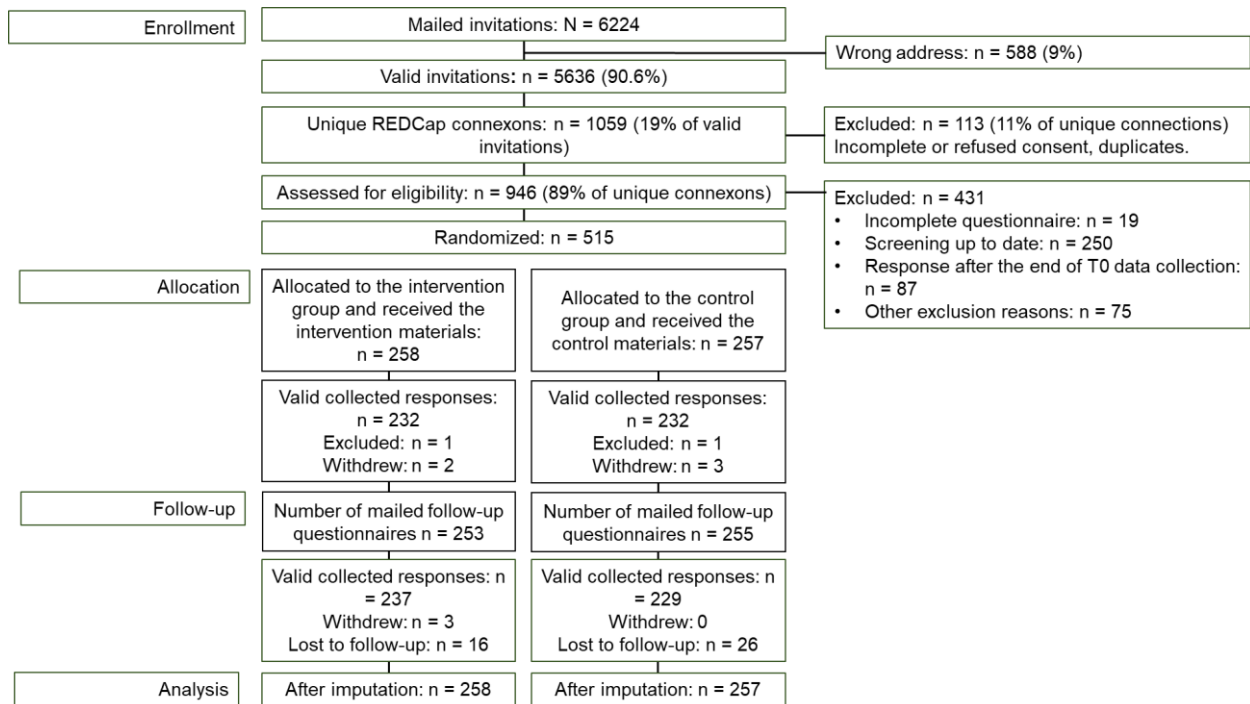 Enrollment
Mailed invitations: N = 6224
Wrong address: n = 588 (9%)
Valid invitations: n = 5636 (90.6%)
Unique REDCap connexons: n = 1059 (19% of valid
invitations)
Excluded: n = 113 (11% of unique connections)
Incomplete or refused consent, duplicates.
Assessed for eligibility: n = 946 (89% of unique connexons)
Excluded: n = 431
• Incomplete questionnaire: n = 19
• Screening up to date: n = 250
• Response after the end of T0 data collection:
n = 87
• Other exclusion reasons: n = 75
Randomized: n = 515
Allocation
Allocated to the intervention
group and received the
intervention materials:
n = 258
Allocated to the control
group and received the
control materials: n = 257
Valid collected responses:
n = 232
Excluded: n = 1
Withdrew: n = 2
Valid collected responses:
n = 232
Excluded: n = 1
Withdrew: n = 3
Follow-up
Number of mailed follow-up
questionnaires n = 253
Number of mailed follow-up
questionnaires n = 255
Valid collected responses: n
= 237
Withdrew: n = 3
Lost to follow-up: n = 16
Valid collected responses: n
= 229
Withdrew: 0
Lost to follow-up: n = 26
Analysis
After imputation: n = 258
After imputation: n = 257